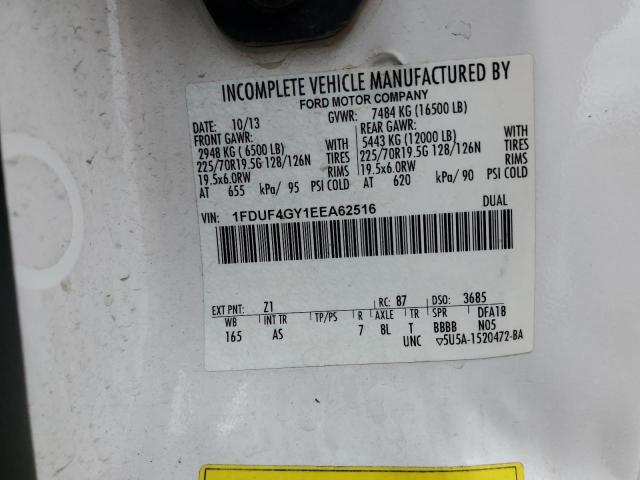 INCOMPLETE VEHICLE MANUFACTURED BY
FORD MOTOR COMPANY
DATE: 10/13 GVWR: 7484 KG (16500 LB)
FRONT GAWR: REAR GAWR:
2948 KG (6500 LB) WITH 5443 KG (12000 LB) WITH
225/70R19.5G 128/126N TIRES 225/70R19.5G 128/126N TIRES
19.5x6.0RW RIMS 19.5x6.0RW RIMS
AT 655 kPa/ 95 PSI COLD AT 620 kPa/ 90 PSI COLD
VIN: 1FDUF4GY1EEA62516 DUAL
EXT PNT: Z1 RC: 87 DSO: 3685
WB INT TR TP/PS R AXLE TR SPR DFA18
165 AS 7 8L T BBBB N05
UNC ▽5U5A-1520472-BA